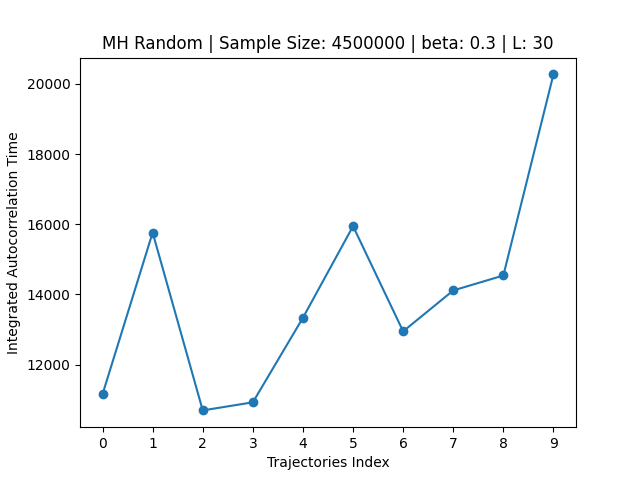 MH Random | Sample Size: 4500000 | beta: 0.3 | L: 30
Integrated Autocorrelation Time
20000
18000
16000
14000
12000
0 1 2 3 4 5 6 7 8 9
Trajectories Index